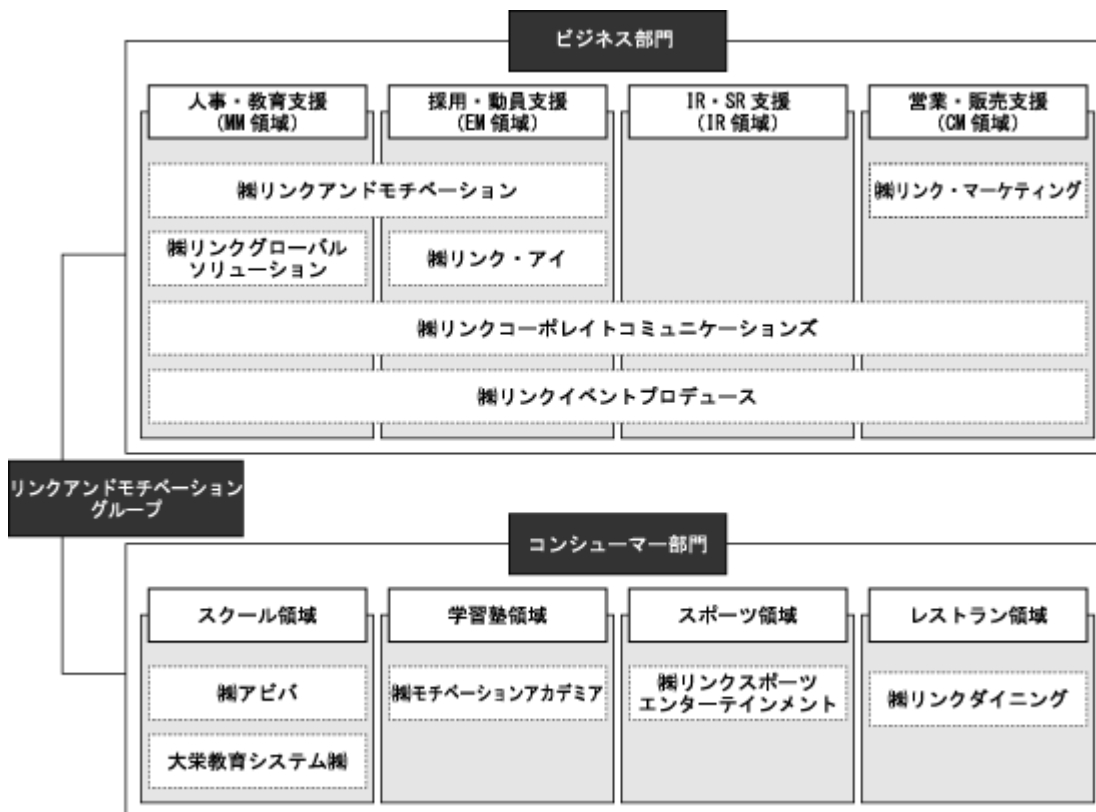 ビジネス部門
人事・教育支援
(MM領域)
採用・動員支援
(EM領域)
IR・SR支援
(IR領域)
営業・販売支援
(CM領域)
㈱リンクアンドモチベーション
㈱リンク・マーケティング
㈱リンクグローバル
ソリューション
㈱リンク・アイ
㈱リンクコーポレイトコミュニケーションズ
㈱リンクイベントプロデュース
リンクアンドモチベーション
グループ
コンシューマー部門
スクール領域
学習塾領域
スポーツ領域
レストラン領域
㈱アビバ
㈱モチベーションアカデミア
㈱リンクスポーツ
エンターテインメント
㈱リンクダイニング
大栄教育システム㈱